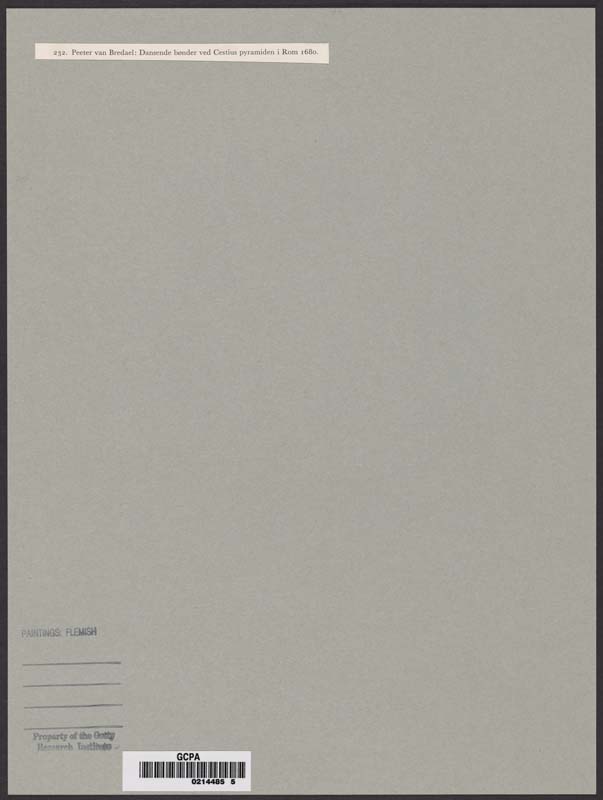 232. Peeter van Bredael: Dansende bønder ved Cestius pyramiden i Rom 1680.
PAINTINGS: FLEMISH
Property of the Getty
Research Institute
GCPA
0214485 5